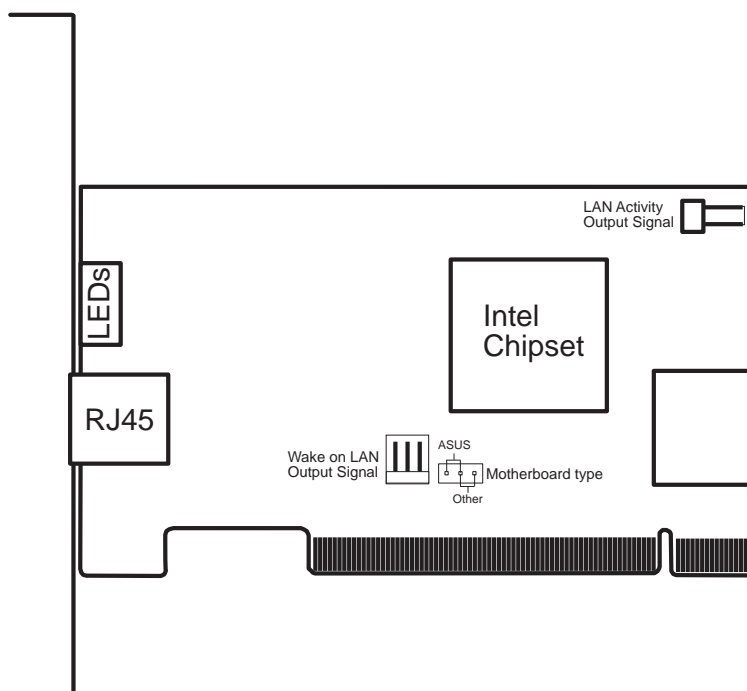 LAN Activity
Output Signal
LEDs
Intel
Chipset
RJ45
Wake on LAN
Output Signal
ASUS
Motherboard type
Other